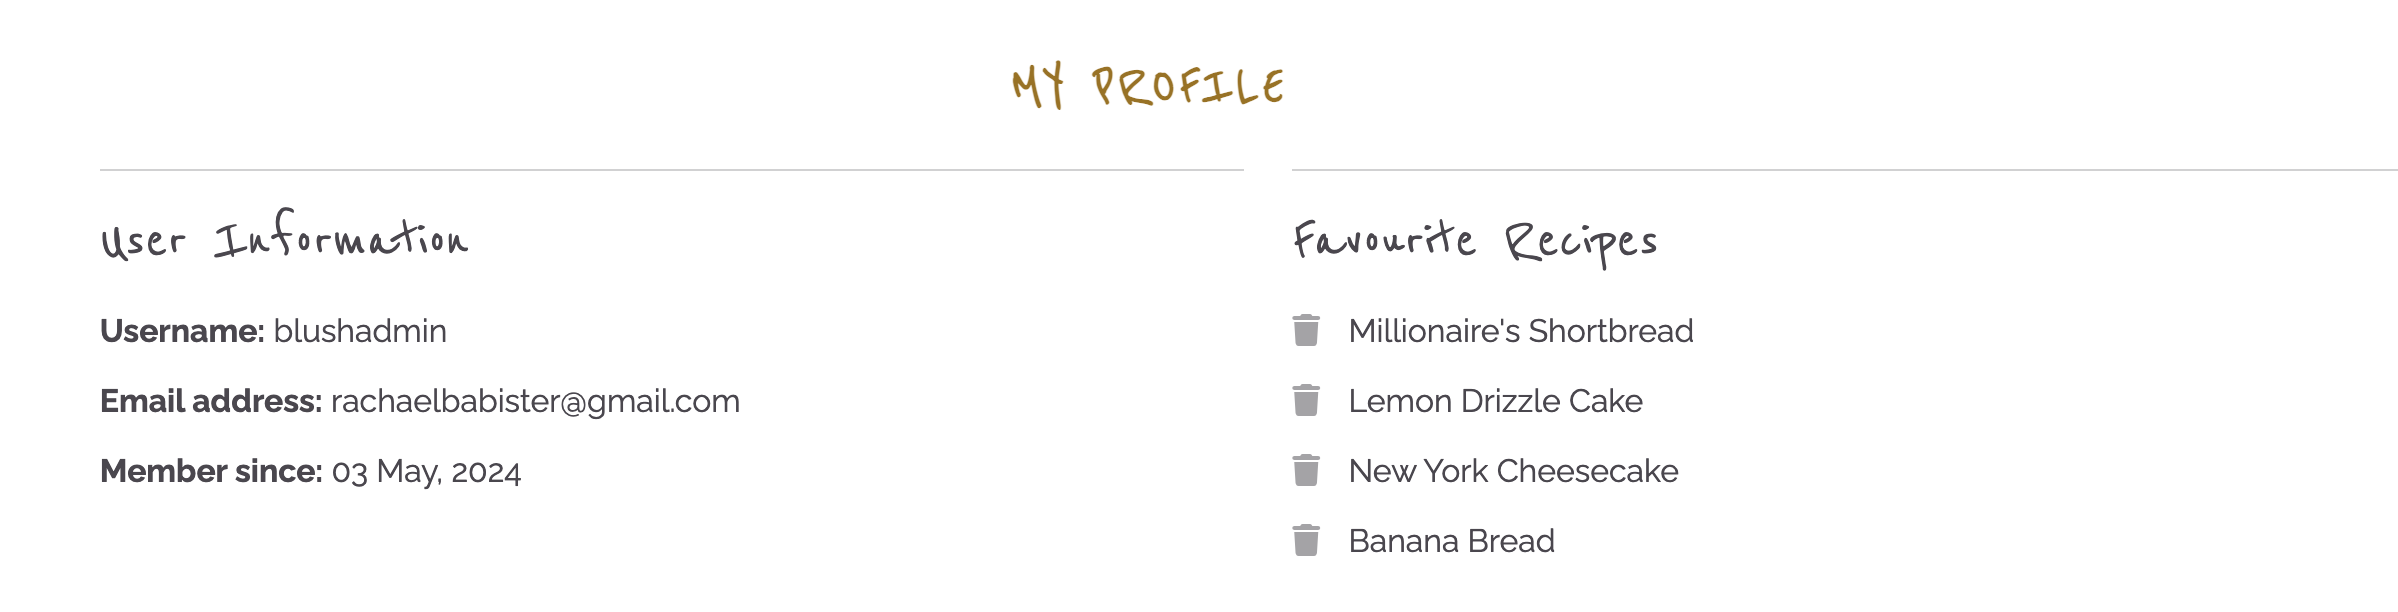 MY PROFILE
User Information
Username: blushadmin
Email address: rachaelbabister@gmail.com
Member since: 03 May, 2024
Favourite Recipes
Millionaire's Shortbread
Lemon Drizzle Cake
New York Cheesecake
Banana Bread